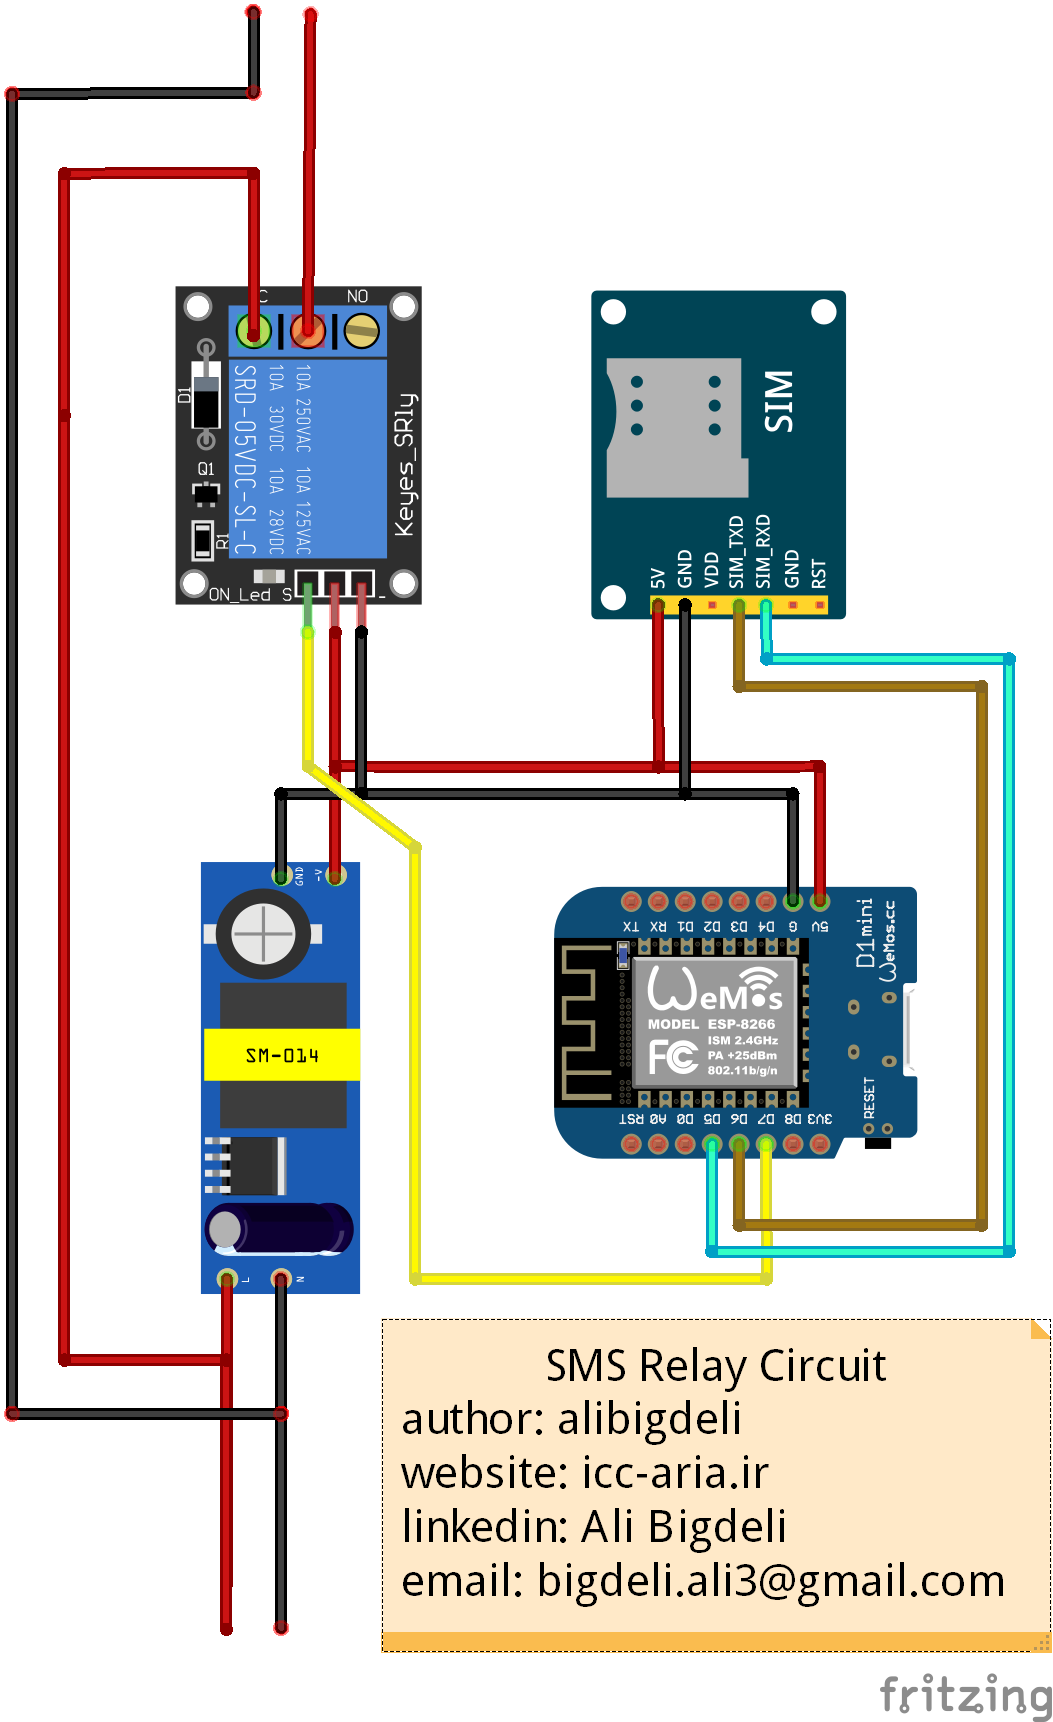 C
NO
D1
SRD-05VDC-SL-C
10A 30VDC 10A 28VDC
10A 250VAC 10A 125VAC
Keyes_SRly
Q1
R1
ON_Led S
-
SIM
5V
GND
VDD
SIM_TXD
SIM_RXD
GND
RST
GND
-V
SM-014
L
N
TX
RX
D1
D2
D3
D4
G
5V
D1 mini
WeMos.cc
WeMos
MODEL ESP-8266
ISM 2.4GHz
PA +25dBm
802.11b/g/n
FCC
RESET
RST
A0
D0
D5
D6
D7
D8
3V3
SMS Relay Circuit
author: alibigdeli
website: icc-aria.ir
linkedin: Ali Bigdeli
email: bigdeli.ali3@gmail.com
fritzing